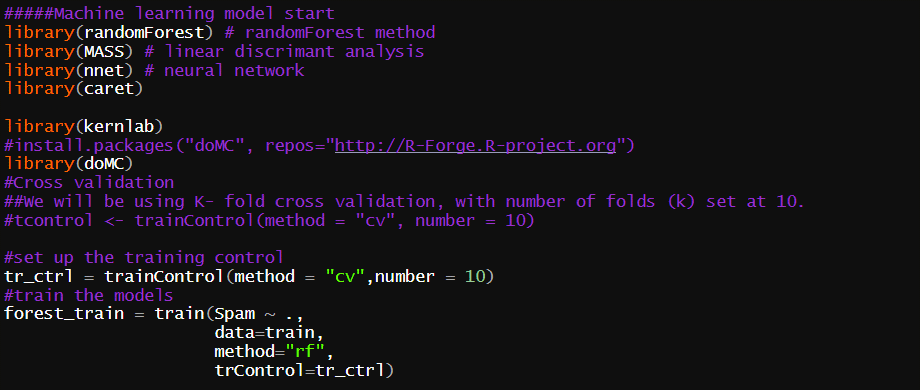 #####Machine learning model start
library(randomForest) # randomForest method
library(MASS) # linear discrimant analysis
library(nnet) # neural network
library(caret)
library(kernlab)
#install.packages("doMC", repos="http://R-Forge.R-project.org")
library(doMC)
#Cross validation
##We will be using K- fold cross validation, with number of folds (k) set at 10.
#tcontrol <- trainControl(method = "cv", number = 10)
#set up the training control
tr_ctrl = trainControl(method = "cv",number = 10)
#train the models
forest_train = train(Spam ~ .,
data=train,
method="rf",
trControl=tr_ctrl)